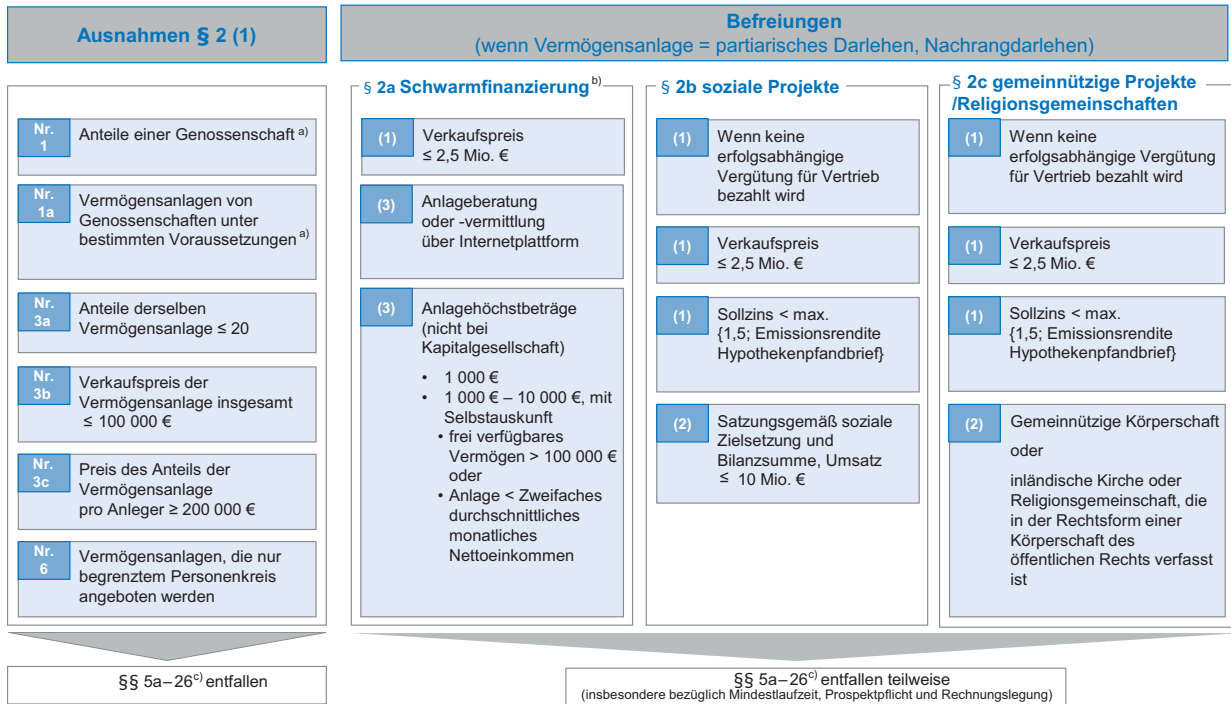 Ausnahmen § 2 (1)
Befreiungen
(wenn Vermögensanlage = partiarisches Darlehen, Nachrangdarlehen)
Nr. 1
Anteile einer Genossenschaft a)
Nr. 1a
Vermögensanlagen von
Genossenschaften unter
bestimmten Voraussetzungen a)
Nr. 3a
Anteile derselben
Vermögensanlage ≤ 20
Nr. 3b
Verkaufspreis der
Vermögensanlage insgesamt
≤ 100 000 €
Nr. 3c
Preis des Anteils der
Vermögensanlage
pro Anleger ≥ 200 000 €
Nr. 6
Vermögensanlagen, die nur
begrenztem Personenkreis
angeboten werden
§§ 5a–26c) entfallen
§ 2a Schwarmfinanzierung b)
(1)
Verkaufspreis
≤ 2,5 Mio. €
(3)
Anlageberatung
oder -vermittlung
über Internetplattform
(3)
Anlagehöchstbeträge
(nicht bei
Kapitalgesellschaft)
• 1 000 €
• 1 000 € – 10 000 €, mit
Selbstauskunft
• frei verfügbares
Vermögen > 100 000 €
oder
• Anlage < Zweifaches
durchschnittliches
monatliches
Nettoeinkommen
§ 2b soziale Projekte
(1)
Wenn keine
erfolgsabhängige
Vergütung für Vertrieb
bezahlt wird
(1)
Verkaufspreis
≤ 2,5 Mio. €
(1)
Sollzins < max.
{1,5; Emissionsrendite
Hypothekenpfandbrief}
(2)
Satzungsgemäß soziale
Zielsetzung und
Bilanzsumme, Umsatz
≤ 10 Mio. €
§ 2c gemeinnützige Projekte
/Religionsgemeinschaften
(1)
Wenn keine
erfolgsabhängige Vergütung
für Vertrieb bezahlt wird
(1)
Verkaufspreis
≤ 2,5 Mio. €
(1)
Sollzins < max.
{1,5; Emissionsrendite
Hypothekenpfandbrief}
(2)
Gemeinnützige Körperschaft
oder
inländische Kirche oder
Religionsgemeinschaft, die
in der Rechtsform einer
Körperschaft des
öffentlichen Rechts verfasst
ist
§§ 5a–26c) entfallen teilweise
(insbesondere bezüglich Mindestlaufzeit, Prospektpflicht und Rechnungslegung)